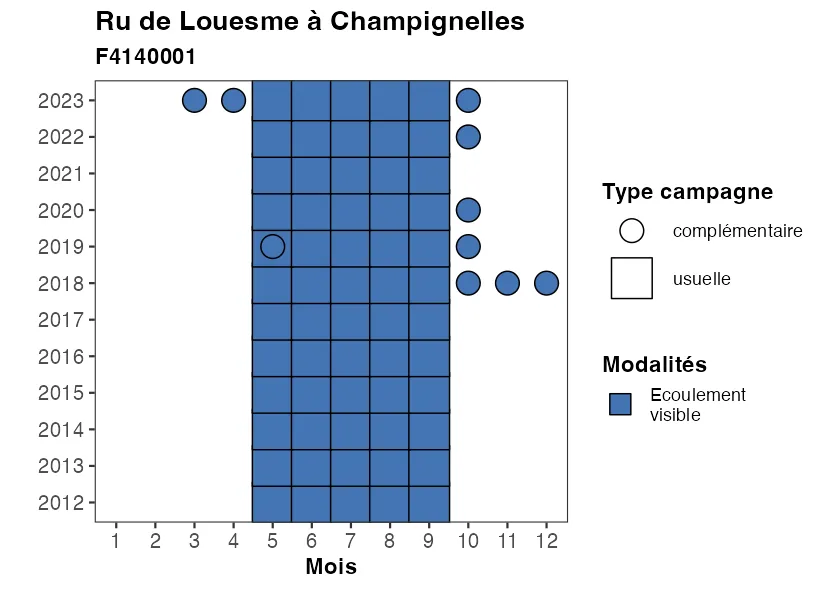 Ru de Louesme à Champignelles
F4140001
2023
2022
2021
2020
2019
2018
2017
2016
2015
2014
2013
2012
1 2 3 4 5 6 7 8 9 10 11 12
Mois
Type campagne
complémentaire
usuelle
Modalités
Ecoulement
visible